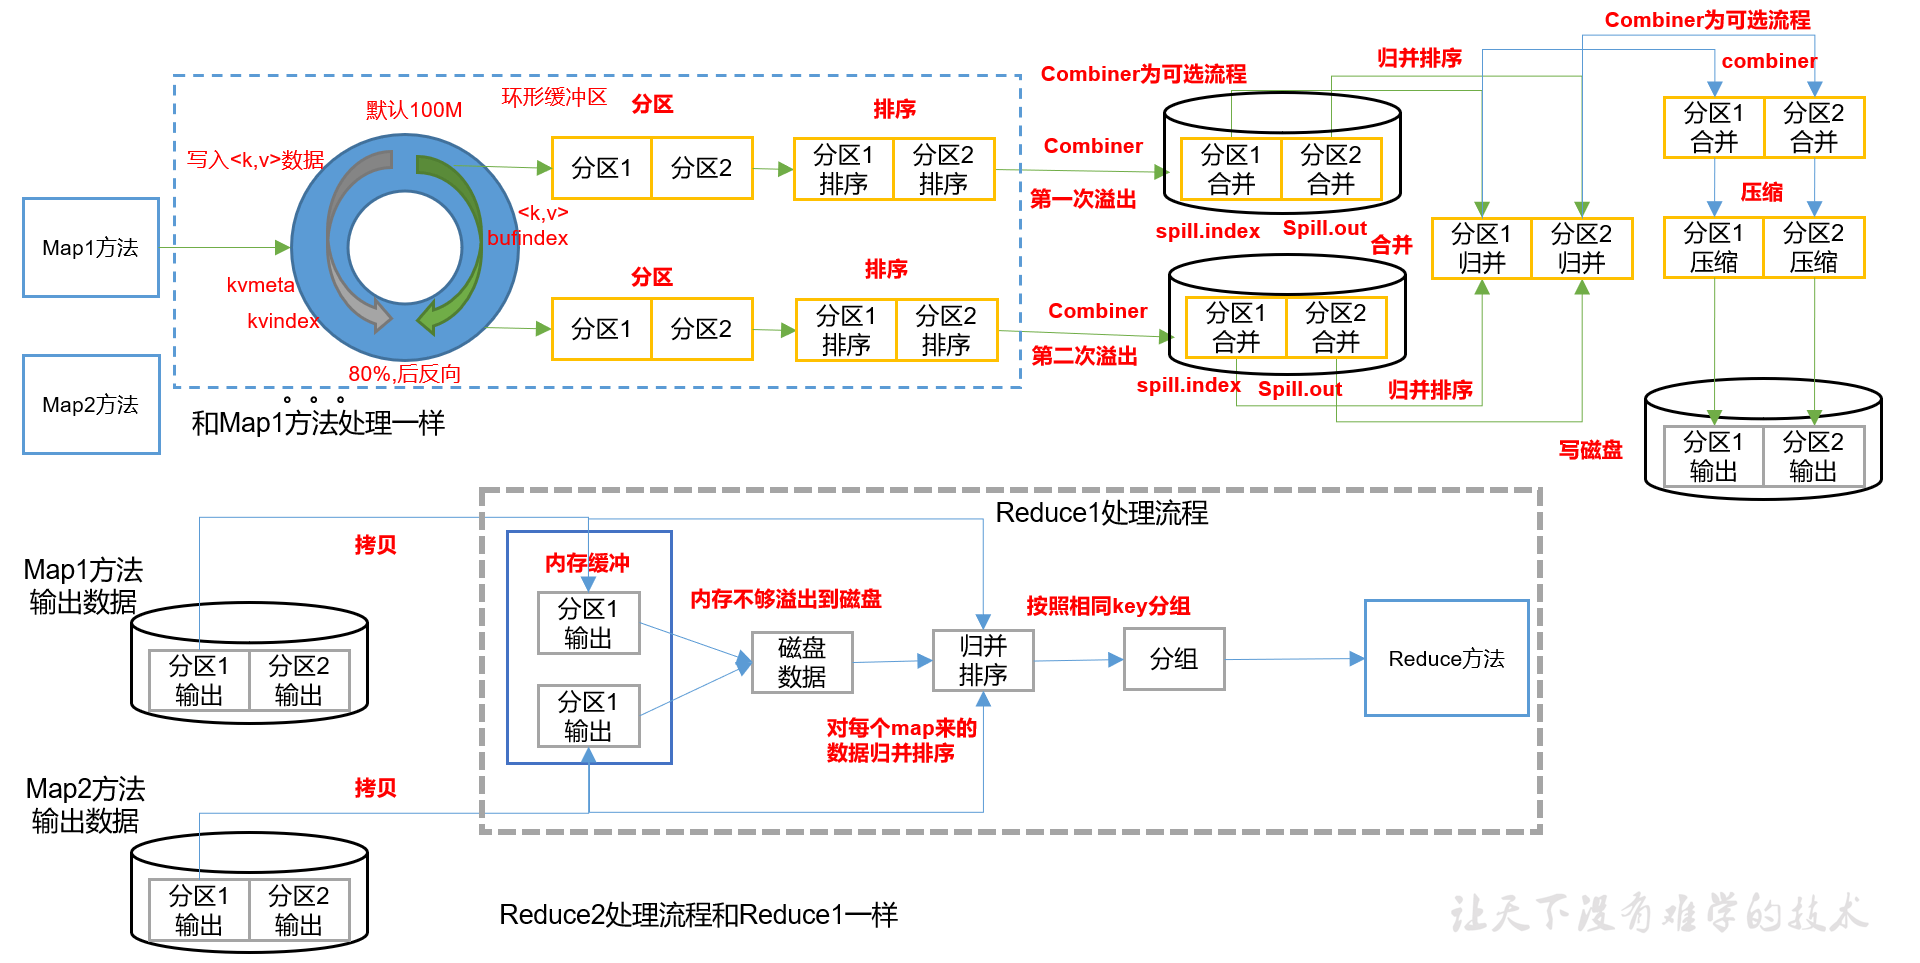 Combiner为可选流程
归并排序
combiner
Combiner为可选流程
默认100M
环形缓冲区
分区
排序
分区1
合并
分区2
合并
写入<k,v>数据
分区1
分区2
分区1
排序
分区2
排序
Combiner
分区1
合并
分区2
合并
压缩
第一次溢出
Map1方法
<k,v>
bufindex
spill.index
Spill.out
合并
分区1
归并
分区2
归并
分区1
压缩
分区2
压缩
kvmeta
kvindex
分区
排序
分区1
分区2
分区1
排序
分区2
排序
Combiner
第二次溢出
分区1
合并
分区2
合并
80%,后反向
spill.index
Spill.out
归并排序
Map2方法
。。。
和Map1方法处理一样
写磁盘
分区1
输出
分区2
输出
Reduce1处理流程
拷贝
Map1方法
输出数据
内存缓冲
分区1
输出
内存不够溢出到磁盘
按照相同key分组
分区1
输出
分区2
输出
磁盘
数据
归并
排序
分组
Reduce方法
分区1
输出
对每个map来的
数据归并排序
拷贝
Map2方法
输出数据
分区1
输出
分区2
输出
Reduce2处理流程和Reduce1一样
让天下没有难学的技术